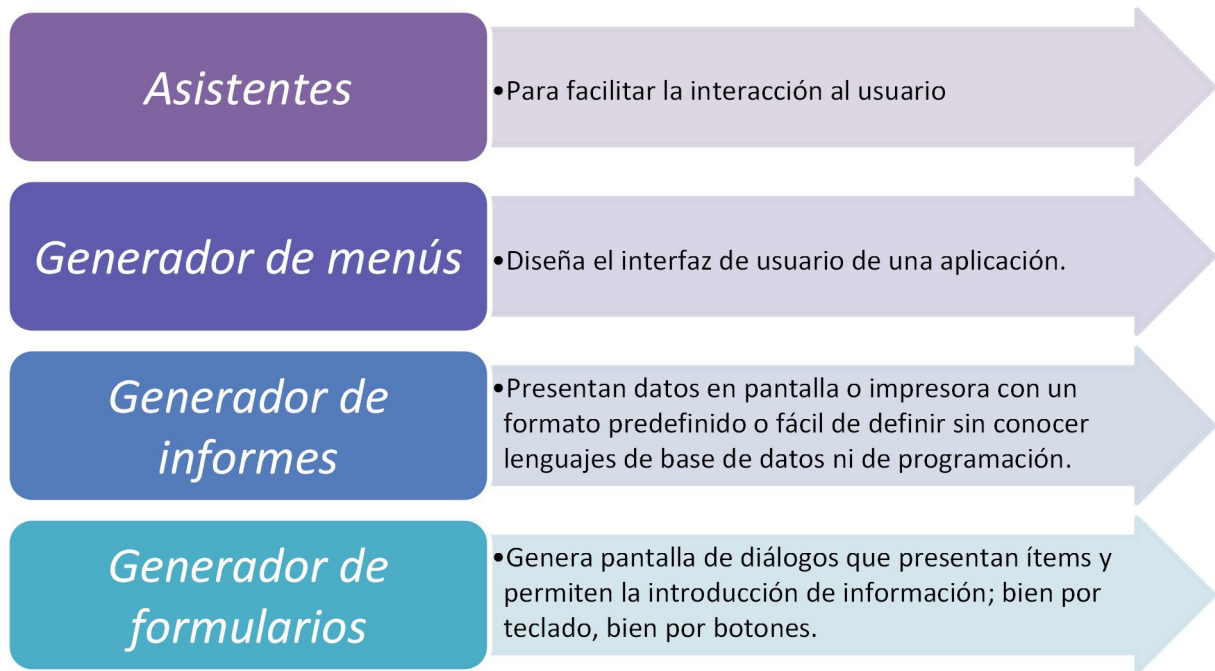 Asistentes
•Para facilitar la interacción al usuario
Generador de menús
•Diseña el interfaz de usuario de una aplicación.
Generador de
informes
•Presentan datos en pantalla o impresora con un
formato predefinido o fácil de definir sin conocer
lenguajes de base de datos ni de programación.
Generador de
formularios
•Genera pantalla de diálogos que presentan ítems y
permiten la introducción de información; bien por
teclado, bien por botones.